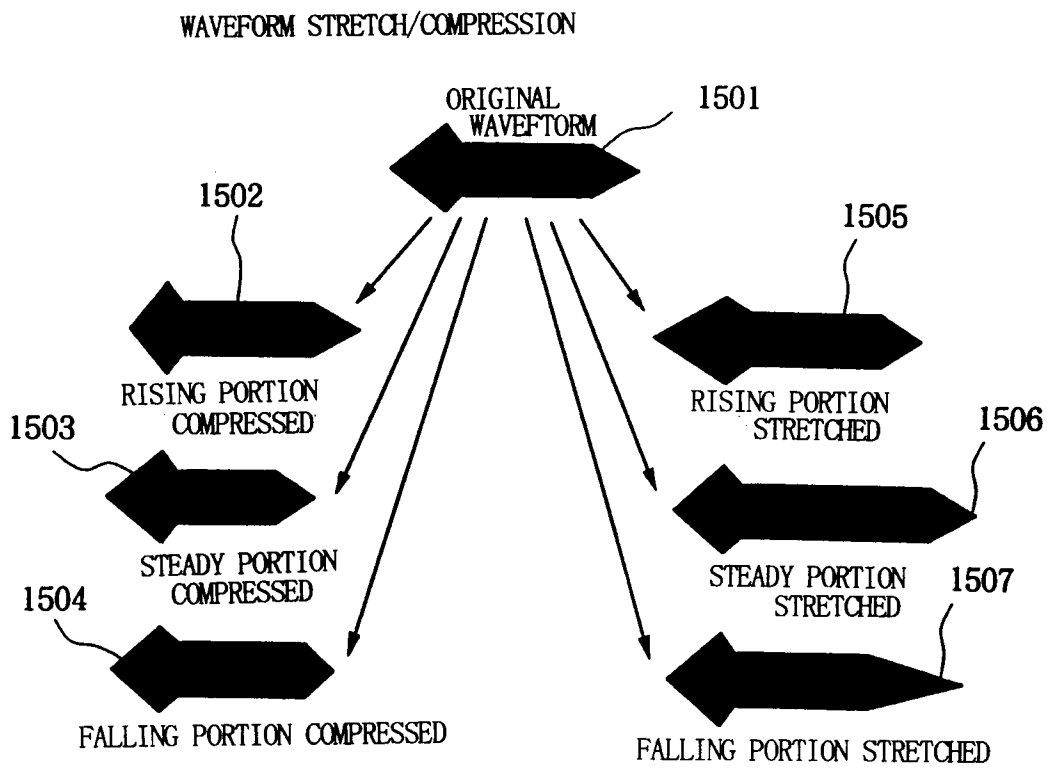 WAVEFORM STRETCH/COMPRESSION
ORIGINAL
WAVEFTORM
1501
1502
RISING PORTION
COMPRESSED
1503
STEADY PORTION
COMPRESSED
1504
FALLING PORTION COMPRESSED
1505
RISING PORTION
STRETCHED
1506
STEADY PORTION
STRETCHED
1507
FALLING PORTION STRETCHED